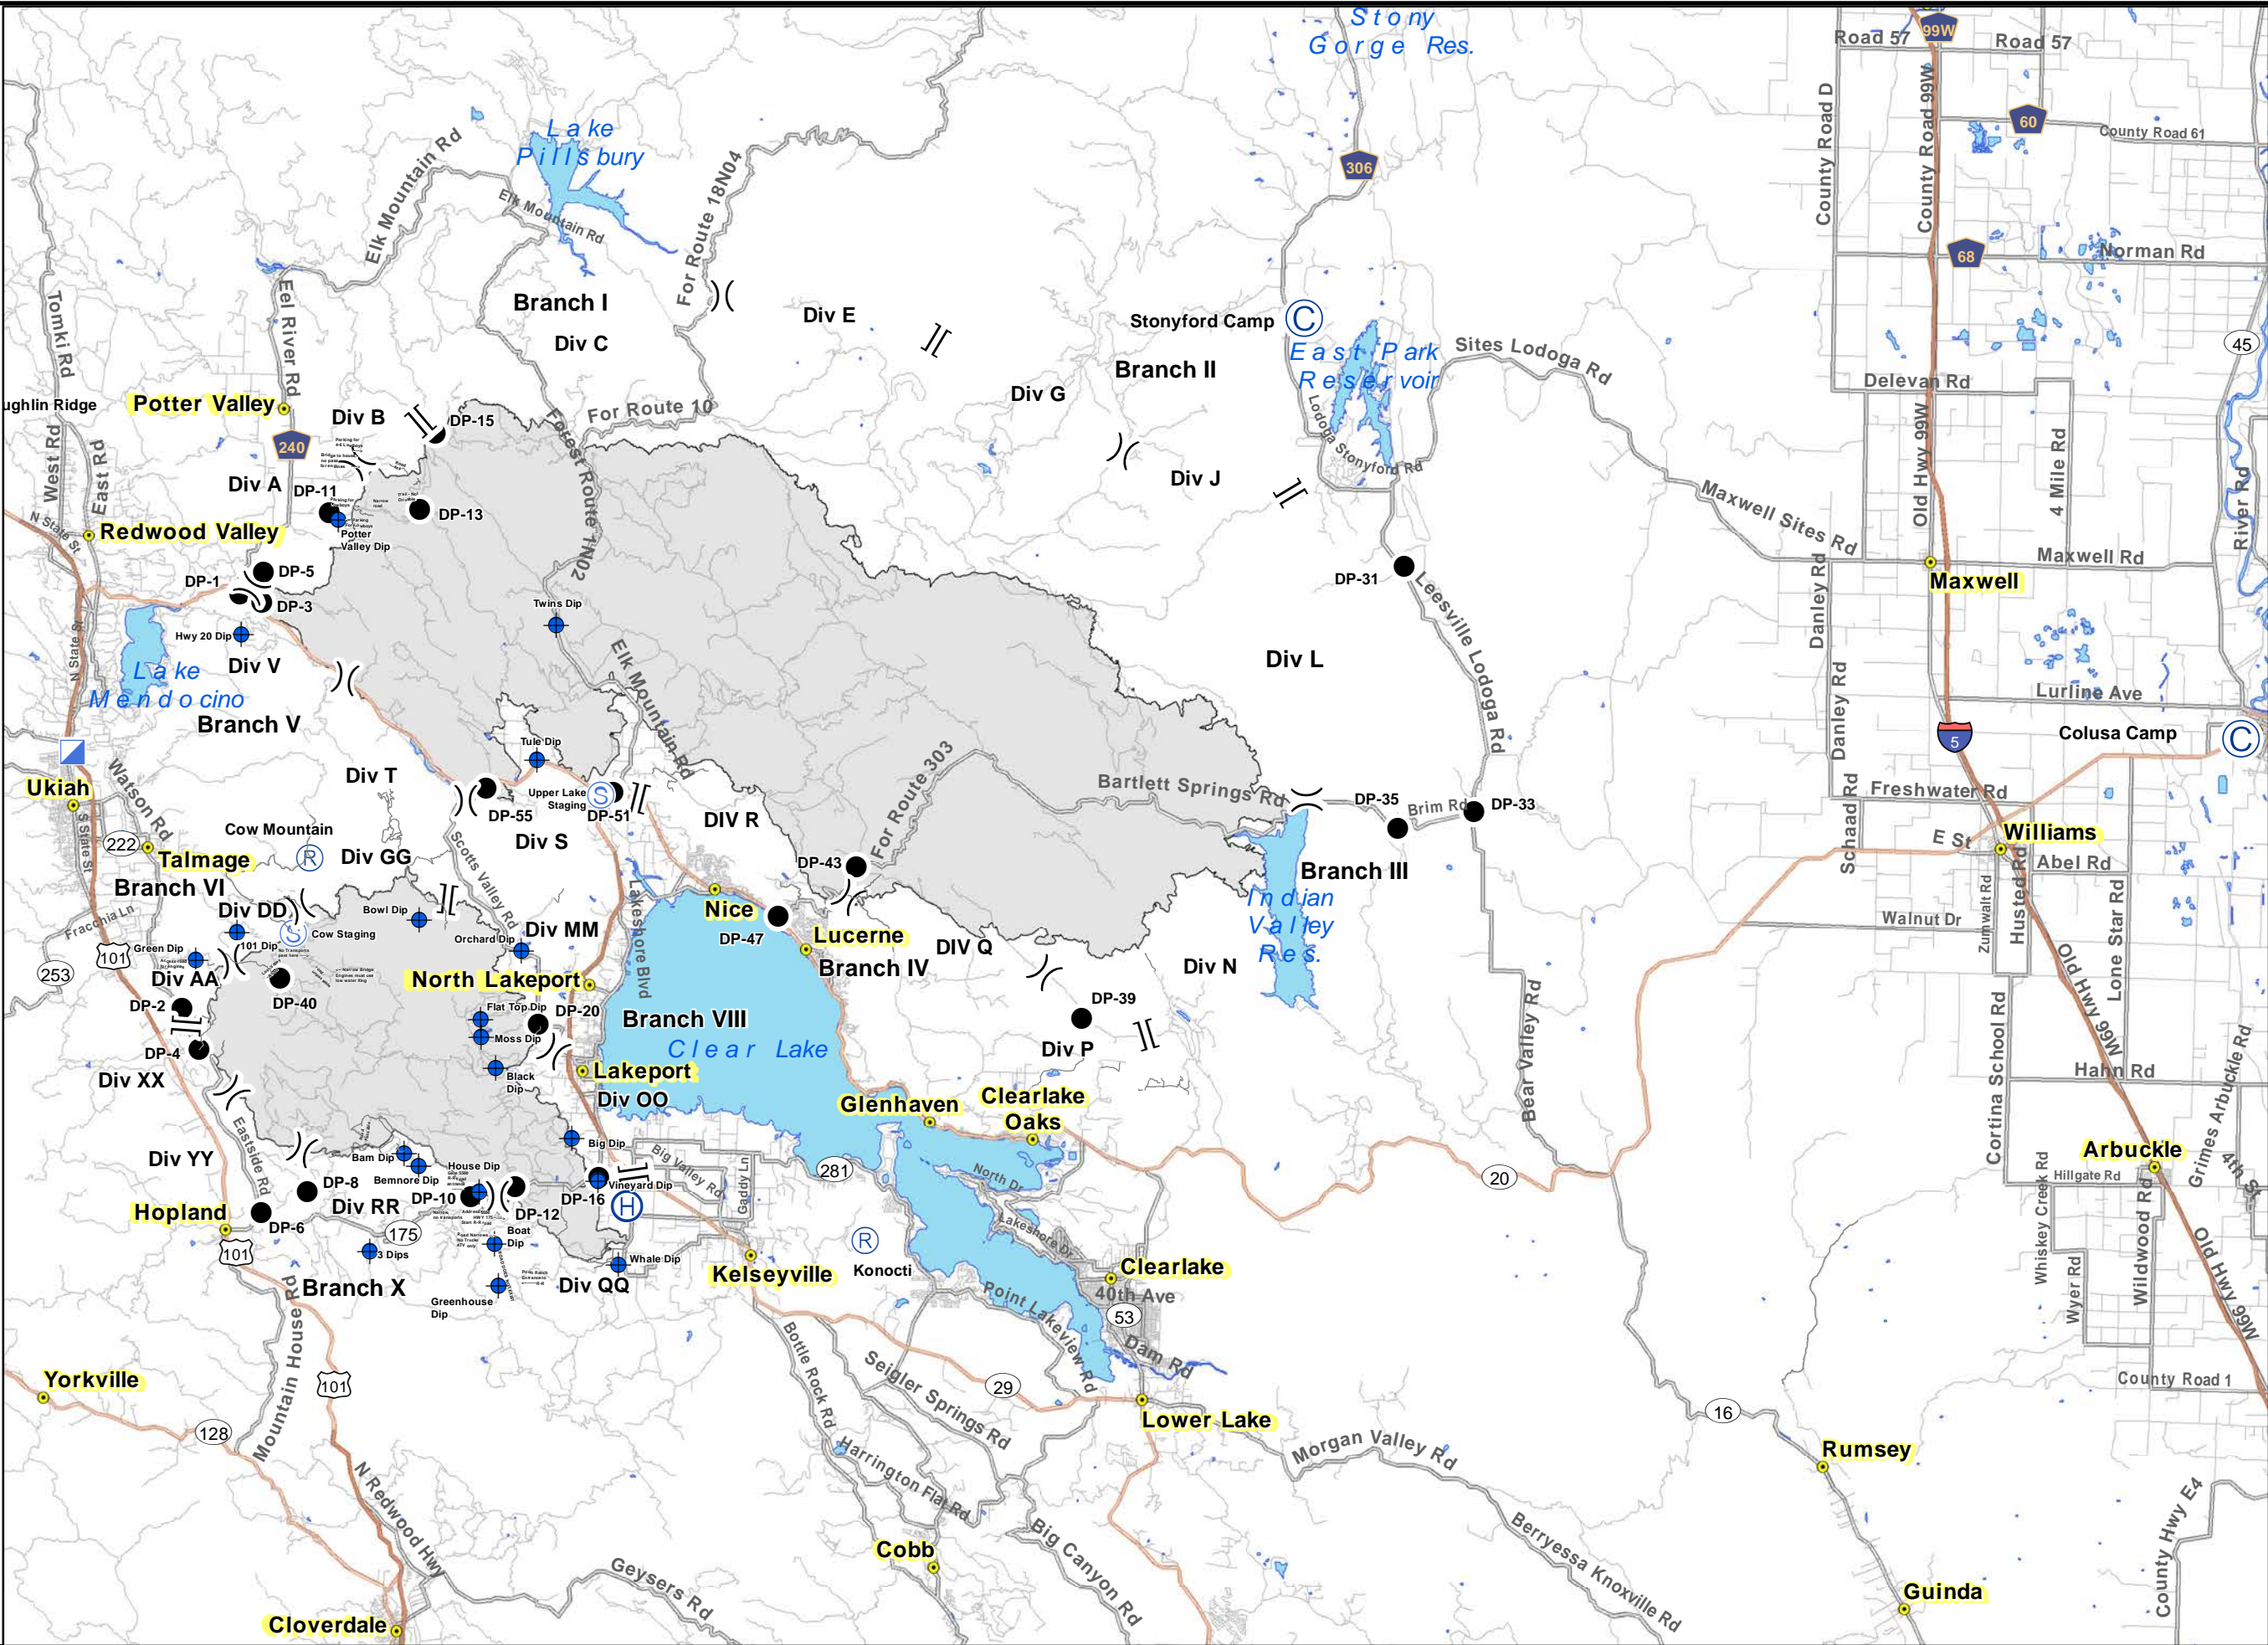 Stony
Gorge Res.
99W
Road 57
Road 57
Lake
Pillsbury
Elk Mountain Rd
Elk Mountain Rd
For Route 18N04
306
County Road D
County Road 99W
60
County Road 61
68
Norman Rd
Tomki Rd
Eel River Rd
Branch I
Div C
Div E
Stonyford Camp
C
East Park
Reservoir
Branch II
Div G
Sites Lodoga Rd
45
Delevan Rd
ughlin Ridge
Potter Valley
Div B
DP-15
For Route 10
Forest Route 1N02
240
West Rd
East Rd
Div A
DP-11
DP-13
Potter
Valley Dip
Div J
Lodoga Stonyford Rd
Maxwell Sites Rd
Old Hwy 99W
4 Mile Rd
River Rd
N State St
Redwood Valley
DP-5
DP-1
DP-3
DP-31
Maxwell Rd
Maxwell
Leesville Lodoga Rd
Danley Rd
Twins Dip
Hwy 20 Dip
Div V
N State St
Lake
Mendocino
Branch V
Elk Mountain Rd
Div L
Danley Rd
Lurline Ave
5
Colusa Camp
C
Div T
Tule Dip
Upper Lake
Staging
S
DP-55
DP-51
Div S
DIV R
For Route 303
Bartlett Springs Rd
DP-35
Brim Rd
DP-33
Schaad Rd
Freshwater Rd
E St
Williams
Abel Rd
Ukiah
Watson Rd
S State St
222
Talmage
Cow Mountain
R
Div GG
Scotts Valley Rd
DP-43
Branch III
Indian
Valley
Res.
Zumwalt Rd
Husted Rd
Lone Star Rd
Walnut Dr
Branch VI
Div DD
Bowl Dip
Fracchia Ln
101
253
Green Dip
101 Dip
S
Cow Staging
Div AA
DP-40
Orchard Dip
Div MM
Lakeshore Blvd
Nice
DP-47
Lucerne
Branch IV
DIV Q
Div N
North Lakeport
DP-2
DP-4
Div XX
Flat Top Dip
Moss Dip
Black
Dip
DP-20
Branch VIII
Clear Lake
Lakeport
Div OO
DP-39
Div P
Bear Valley Rd
Cortina School Rd
Old Hwy 99W
Hahn Rd
Grimes Arbuckle Rd
4th St
Glenhaven
Clearlake
Oaks
Eastside Rd
Div YY
Bam Dip
Bemnore Dip
House Dip
Big Dip
Big Valley Rd
Gaddy Ln
281
North Dr
20
Arbuckle
Hillgate Rd
Whiskey Creek Rd
Wyer Rd
Wildwood Rd
Old Hwy 99W
DP-8
Div RR
DP-10
DP-12
DP-16
Vineyard Dip
H
Hopland
DP-6
175
3 Dips
Boat
Dip
101
Branch X
Greenhouse
Dip
Div QQ
Whale Dip
Kelseyville
R
Konocti
Lakeshore Dr
Clearlake
40th Ave
53
Point Lakeview Rd
Dam Rd
Mountain House Rd
101
Yorkville
128
Bottle Rock Rd
Seigler Springs Rd
29
Lower Lake
County Road 1
16
Rumsey
Morgan Valley Rd
Harrington Flat Rd
Big Canyon Rd
Berryessa Knoxville Rd
N Redwood Hwy
Cobb
Geysers Rd
Guinda
County Hwy E4
Cloverdale